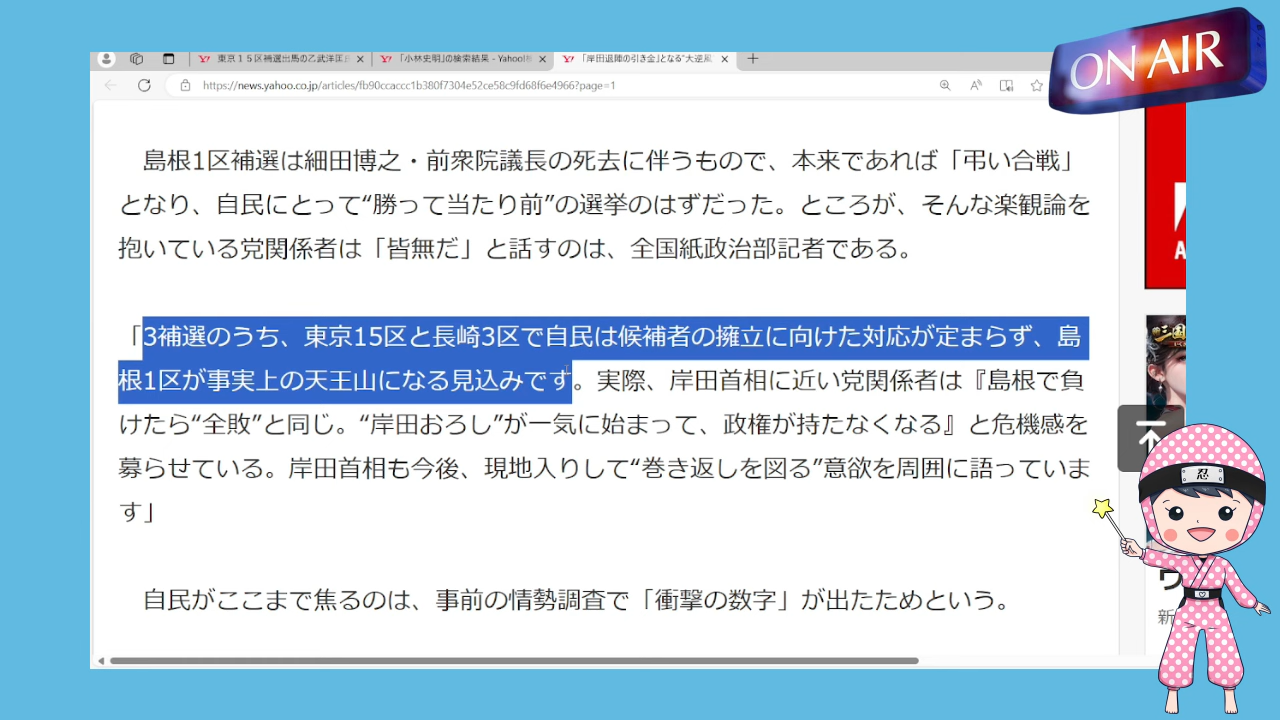 東京15区補選出馬の乙武洋匡氏
「小林史明」の検索結果 - Yahoo!
「岸田退陣の引き金」となる"大逆風
https://news.yahoo.co.jp/articles/fb90ccaccc1b380f7304e52ce58c9fd68f6e4966?page=1
ON AIR
島根1区補選は細田博之・前衆院議長の死去に伴うもので、本来であれば「弔い合戦」
となり、自民にとって“勝って当たり前”の選挙のはずだった。ところが、そんな楽観論を
抱いている党関係者は「皆無だ」と話すのは、全国紙政治部記者である。
「3補選のうち、東京15区と長崎3区で自民は候補者の擁立に向けた対応が定まらず、島
根1区が事実上の天王山になる見込みです。実際、岸田首相に近い党関係者は『島根で負
けたら“全敗”と同じ。“岸田おろし”が一気に始まって、政権が持たなくなる』と危機感を
募らせている。岸田首相も今後、現地入りして“巻き返しを図る”意欲を周囲に語っていま
す」
自民がここまで焦るのは、事前の情勢調査で「衝撃の数字」が出たためという。
忍
新